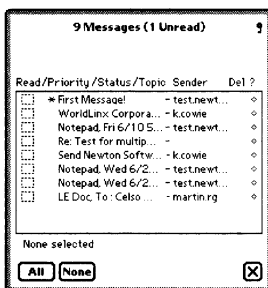 9 Messages (1 Unread)
Read/Priority/Status/Topic Sender Del?
* First Message! - test.newt...
WorldLinx Corpora... - k.cowie
Notepad, Fri 6/10 5... - test.newt...
Re: Test for multip... -
Send Newton Softw... - k.cowie
Notepad, Wed 6/2... - test.newt...
Notepad, Wed 6/2... - test.newt...
LE Doc, To : Celso ... - martin.rg
None selected
All None